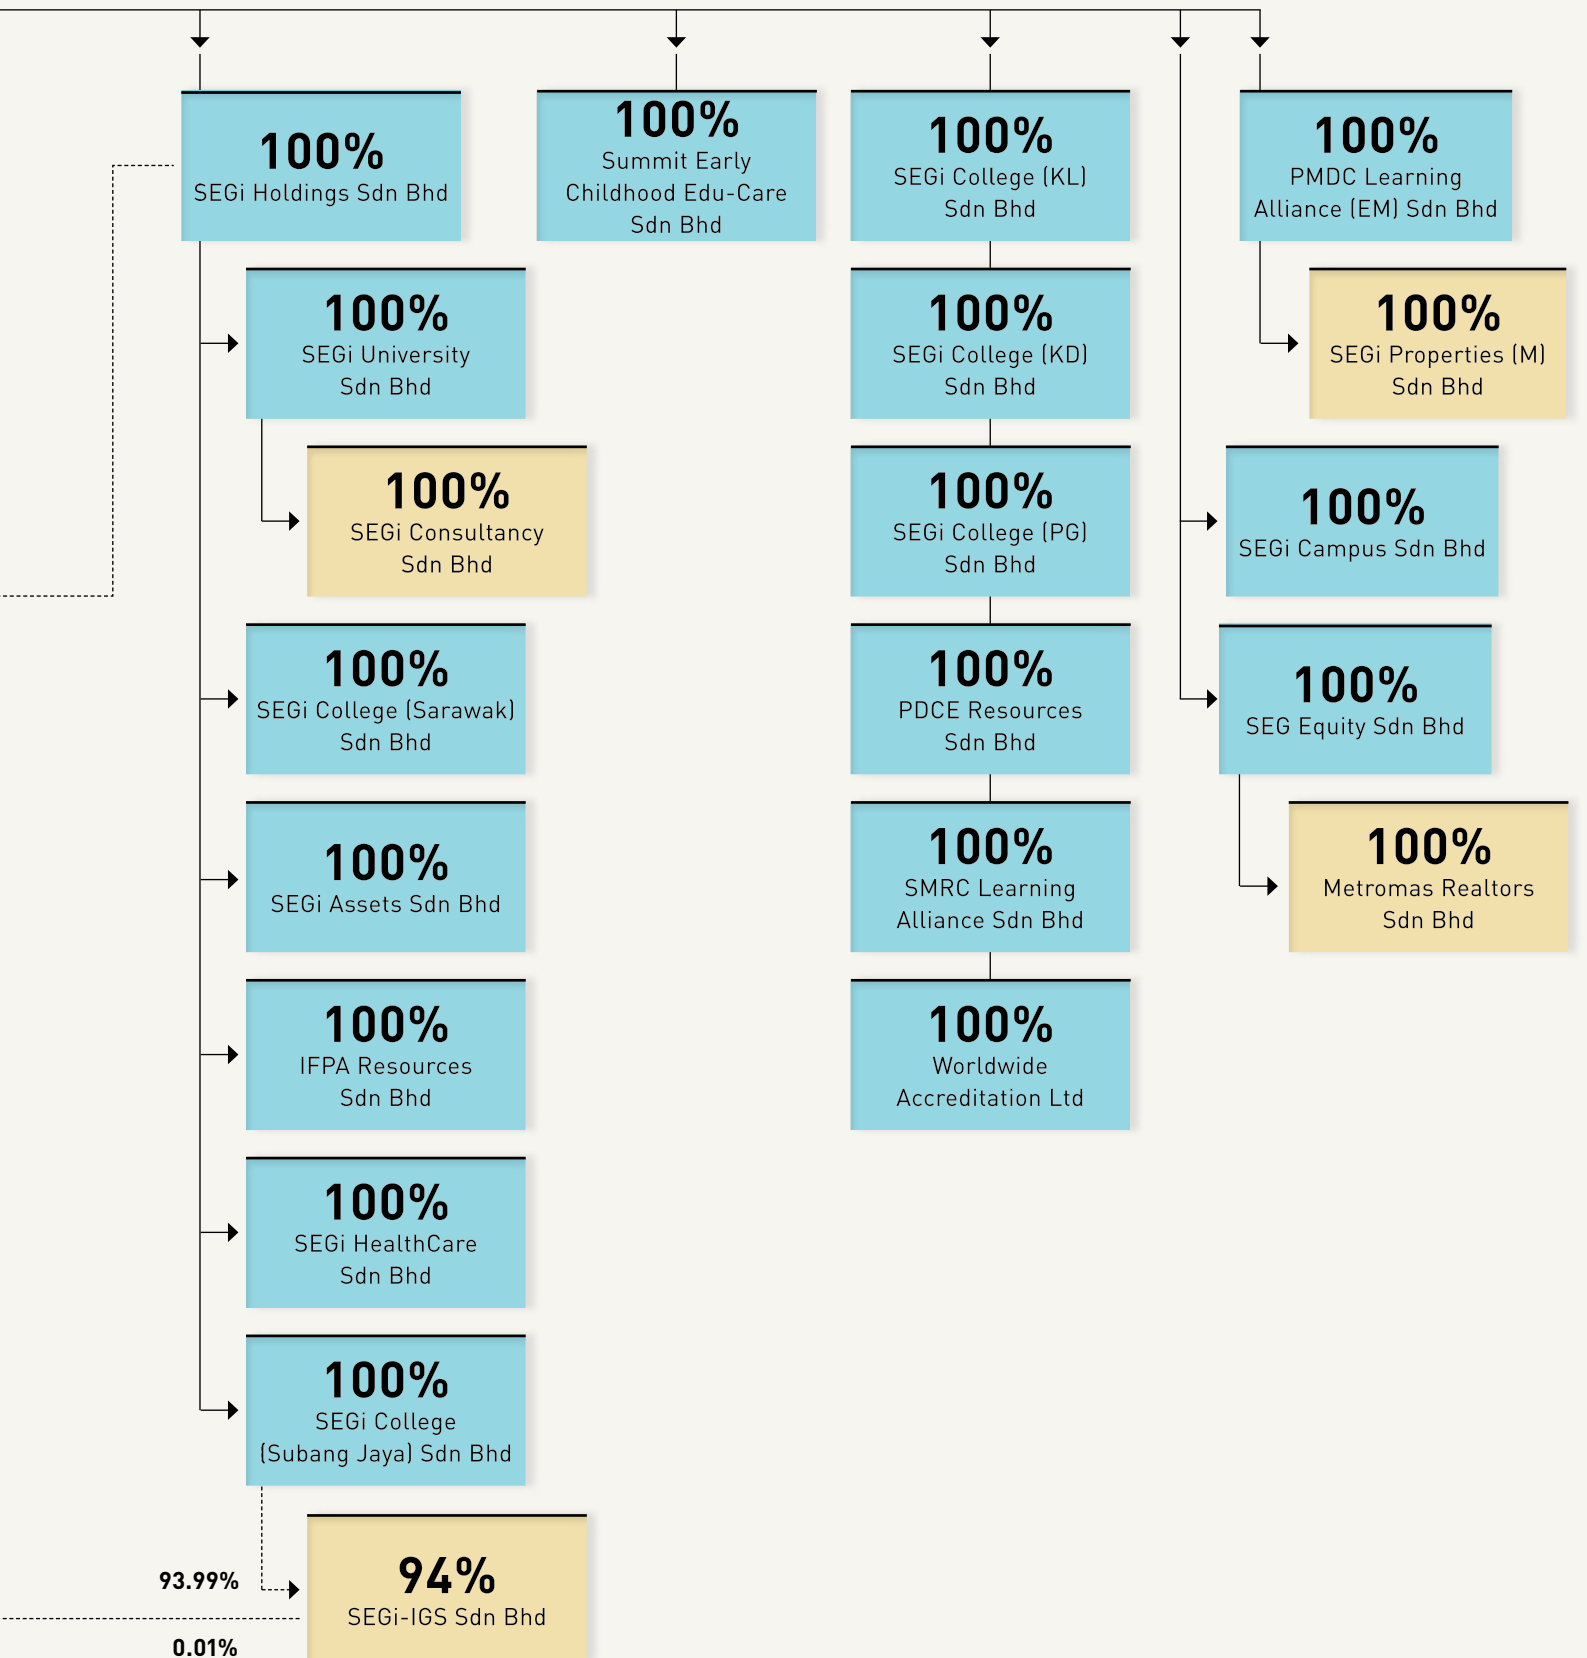 100%
SEGi Holdings Sdn Bhd
100%
SEGi University
Sdn Bhd
100%
SEGi Consultancy
Sdn Bhd
100%
SEGi College (Sarawak)
Sdn Bhd
100%
SEGi Assets Sdn Bhd
100%
IFPA Resources
Sdn Bhd
100%
SEGi HealthCare
Sdn Bhd
100%
SEGi College
(Subang Jaya) Sdn Bhd
93.99%
0.01%
94%
SEGi-IGS Sdn Bhd
100%
Summit Early
Childhood Edu-Care
Sdn Bhd
100%
SEGi College (KL)
Sdn Bhd
100%
SEGi College (KD)
Sdn Bhd
100%
SEGi College (PG)
Sdn Bhd
100%
PDCE Resources
Sdn Bhd
100%
SMRC Learning
Alliance Sdn Bhd
100%
Worldwide
Accreditation Ltd
100%
PMDC Learning
Alliance (EM) Sdn Bhd
100%
SEGi Properties (M)
Sdn Bhd
100%
SEGi Campus Sdn Bhd
100%
SEG Equity Sdn Bhd
100%
Metromas Realtors
Sdn Bhd